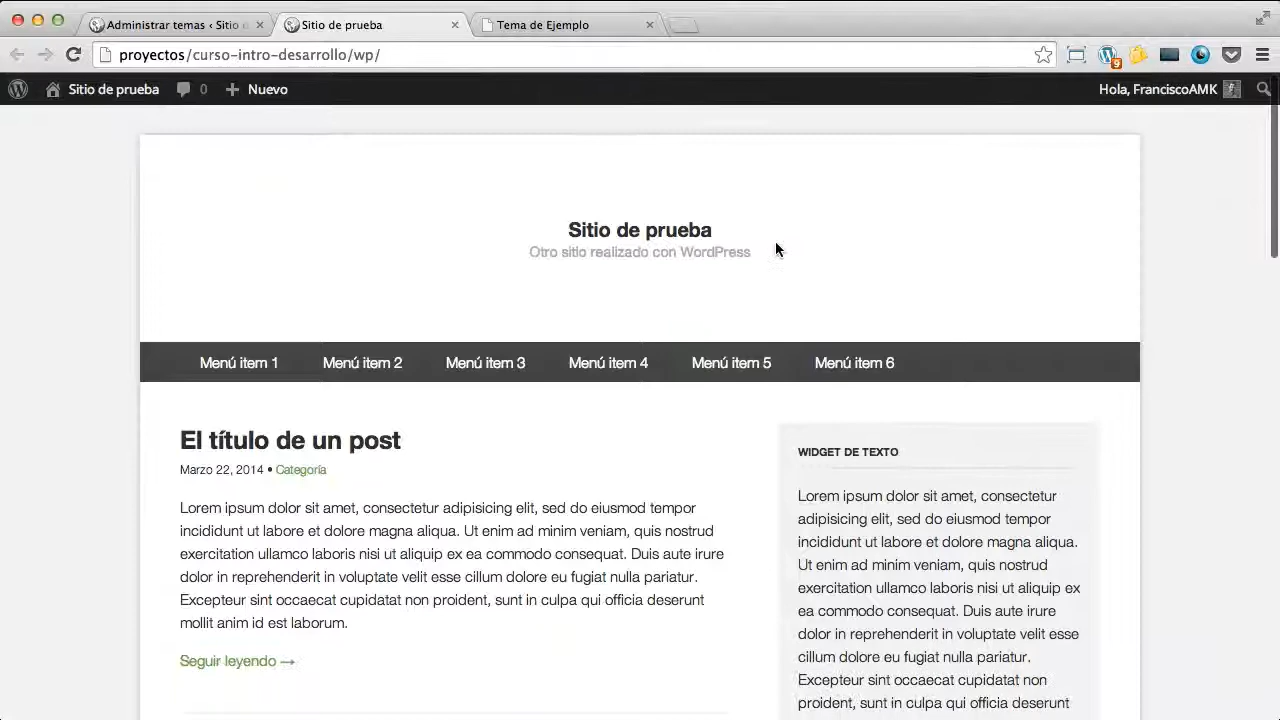 Administrar temas ‹ Sitio d
Sitio de prueba
Tema de Ejemplo
proyectos/curso-intro-desarrollo/wp/
9
Sitio de prueba
0
Nuevo
Hola, FranciscoAMK
Sitio de prueba
Otro sitio realizado con WordPress
Menú item 1
Menú item 2
Menú item 3
Menú item 4
Menú item 5
Menú item 6
El título de un post
Marzo 22, 2014 • Categoría
Lorem ipsum dolor sit amet, consectetur adipisicing elit, sed do eiusmod tempor
incididunt ut labore et dolore magna aliqua. Ut enim ad minim veniam, quis nostrud
exercitation ullamco laboris nisi ut aliquip ex ea commodo consequat. Duis aute irure
dolor in reprehenderit in voluptate velit esse cillum dolore eu fugiat nulla pariatur.
Excepteur sint occaecat cupidatat non proident, sunt in culpa qui officia deserunt
mollit anim id est laborum.
Seguir leyendo →
WIDGET DE TEXTO
Lorem ipsum dolor sit amet, consectetur
adipisicing elit, sed do eiusmod tempor
incididunt ut labore et dolore magna aliqua.
Ut enim ad minim veniam, quis nostrud
exercitation ullamco laboris nisi ut aliquip ex
ea commodo consequat. Duis aute irure
dolor in reprehenderit in voluptate velit esse
cillum dolore eu fugiat nulla pariatur.
Excepteur sint occaecat cupidatat non
proident, sunt in culpa qui officia deserunt